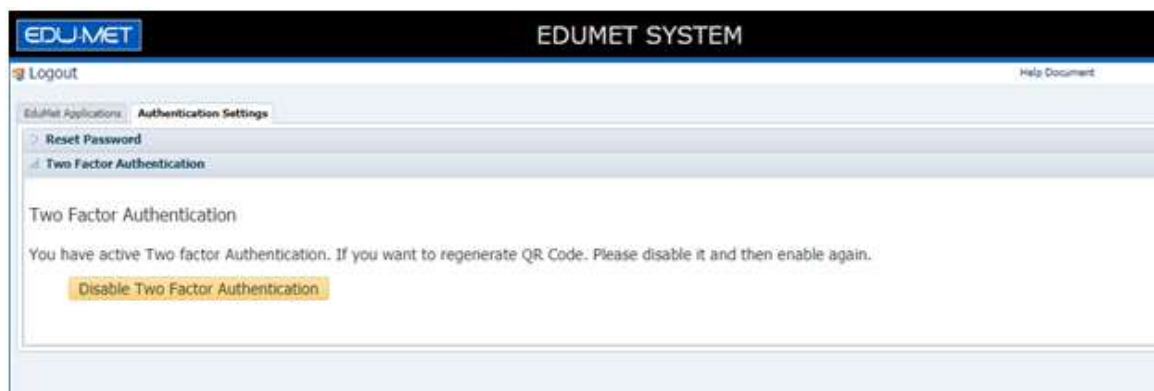 EDU-MET
EDUMET SYSTEM
Logout
Help Document
EduMet Applications
Authentication Settings
Reset Password
Two Factor Authentication
Two Factor Authentication
You have active Two factor Authentication. If you want to regenerate QR Code. Please disable it and then enable again.
Disable Two Factor Authentication